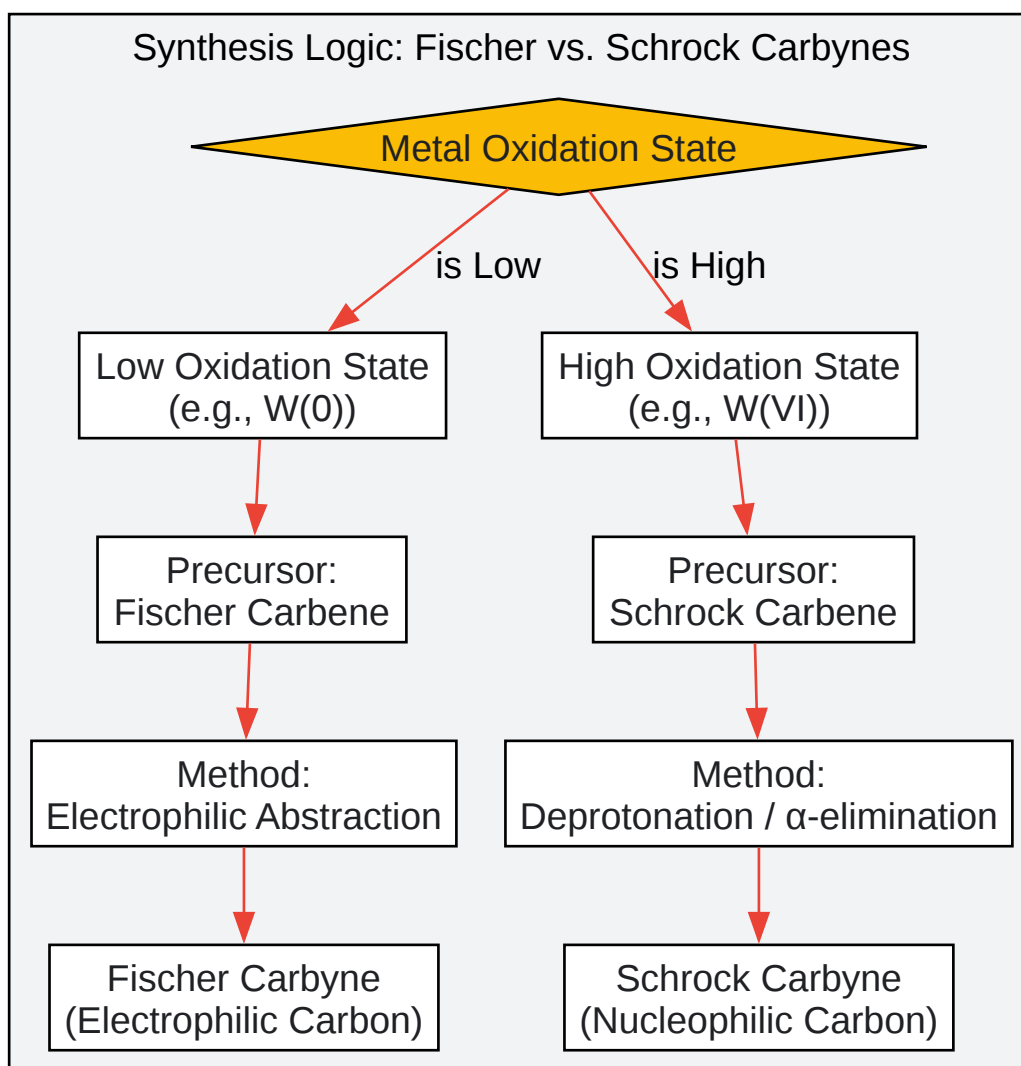 Synthesis Logic: Fischer vs. Schrock Carbynes
Metal Oxidation State
is Low
is High
Low Oxidation State
(e.g., W(0))
High Oxidation State
(e.g., W(VI))
Precursor:
Fischer Carbene
Precursor:
Schrock Carbene
Method:
Electrophilic Abstraction
Method:
Deprotonation / α-elimination
Fischer Carbyne
(Electrophilic Carbon)
Schrock Carbyne
(Nucleophilic Carbon)